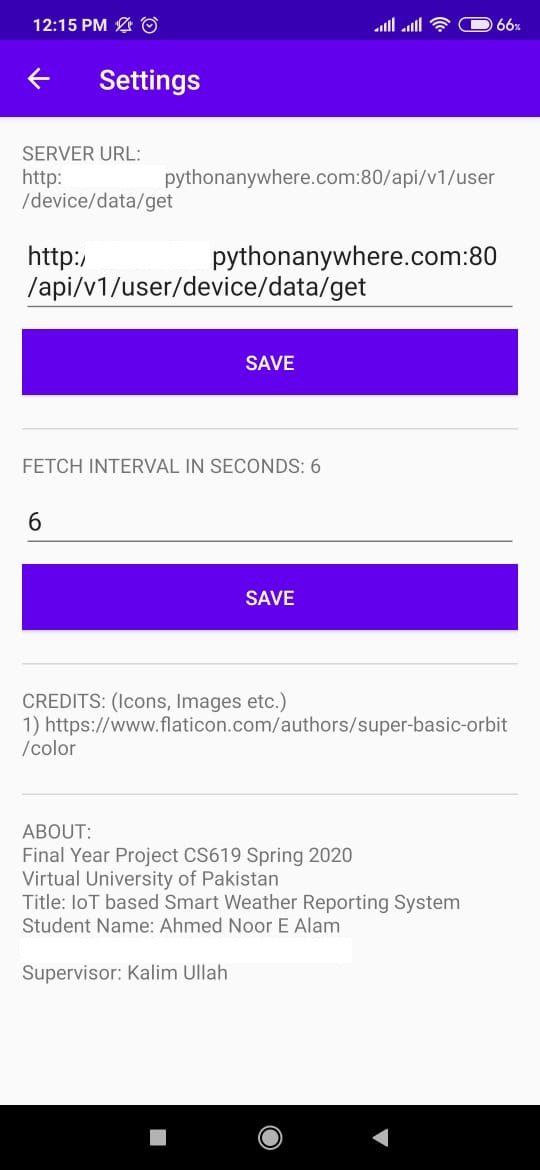 12:15 PM 66%
Settings
SERVER URL:
http: pythonanywhere.com:80/api/v1/user
/device/data/get
http:/ pythonanywhere.com:80
/api/v1/user/device/data/get
SAVE
FETCH INTERVAL IN SECONDS: 6
6
SAVE
CREDITS: (Icons, Images etc.)
1) https://www.flaticon.com/authors/super-basic-orbit
/color
ABOUT:
Final Year Project CS619 Spring 2020
Virtual University of Pakistan
Title: IoT based Smart Weather Reporting System
Student Name: Ahmed Noor E Alam
Supervisor: Kalim Ullah